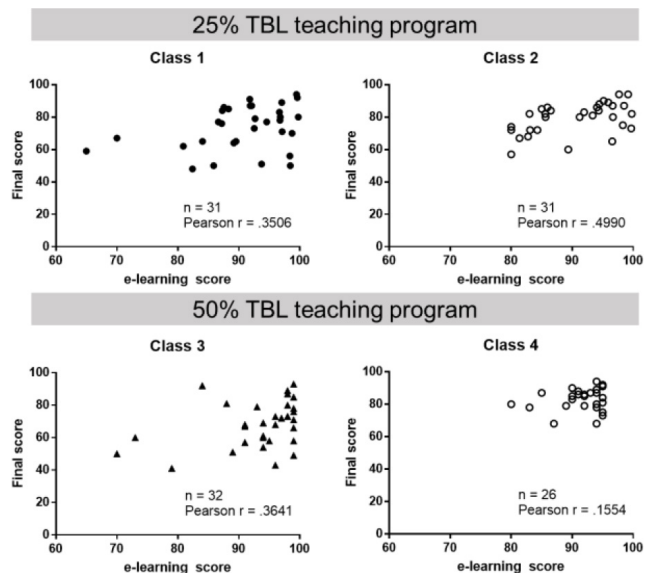 25% TBL teaching program
Class 1
Class 2
100
80
60
40
20
0
Final score
n = 31
Pearson r = .3506
60 70 80 90 100
e-learning score
100
80
60
40
20
0
Final score
n = 31
Pearson r = .4990
60 70 80 90 100
e-learning score
50% TBL teaching program
Class 3
Class 4
100
80
60
40
20
0
Final score
n = 32
Pearson r = .3641
60 70 80 90 100
e-learning score
100
80
60
40
20
0
Final score
n = 26
Pearson r = .1554
60 70 80 90 100
e-learning score